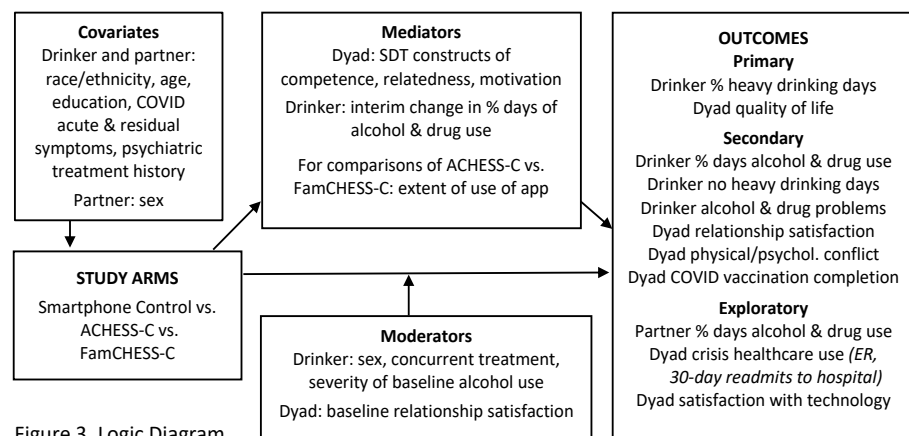 Covariates
Drinker and partner:
race/ethnicity, age,
education, COVID
acute & residual
symptoms, psychiatric
treatment history
Partner: sex
STUDY ARMS
Smartphone Control vs.
ACHESS-C vs.
FamCHESS-C
Mediators
Dyad: SDT constructs of
competence, relatedness, motivation
Drinker: interim change in % days of
alcohol & drug use
For comparisons of ACHESS-C vs.
FamCHESS-C: extent of use of app
Moderators
Drinker: sex, concurrent treatment,
severity of baseline alcohol use
Dyad: baseline relationship satisfaction
OUTCOMES
Primary
Drinker % heavy drinking days
Dyad quality of life
Secondary
Drinker % days alcohol & drug use
Drinker no heavy drinking days
Drinker alcohol & drug problems
Dyad relationship satisfaction
Dyad physical/psychol. conflict
Dyad COVID vaccination completion
Exploratory
Partner % days alcohol & drug use
Dyad crisis healthcare use (ER,
30-day readmits to hospital)
Dyad satisfaction with technology
Figure 3. Logic Diagram